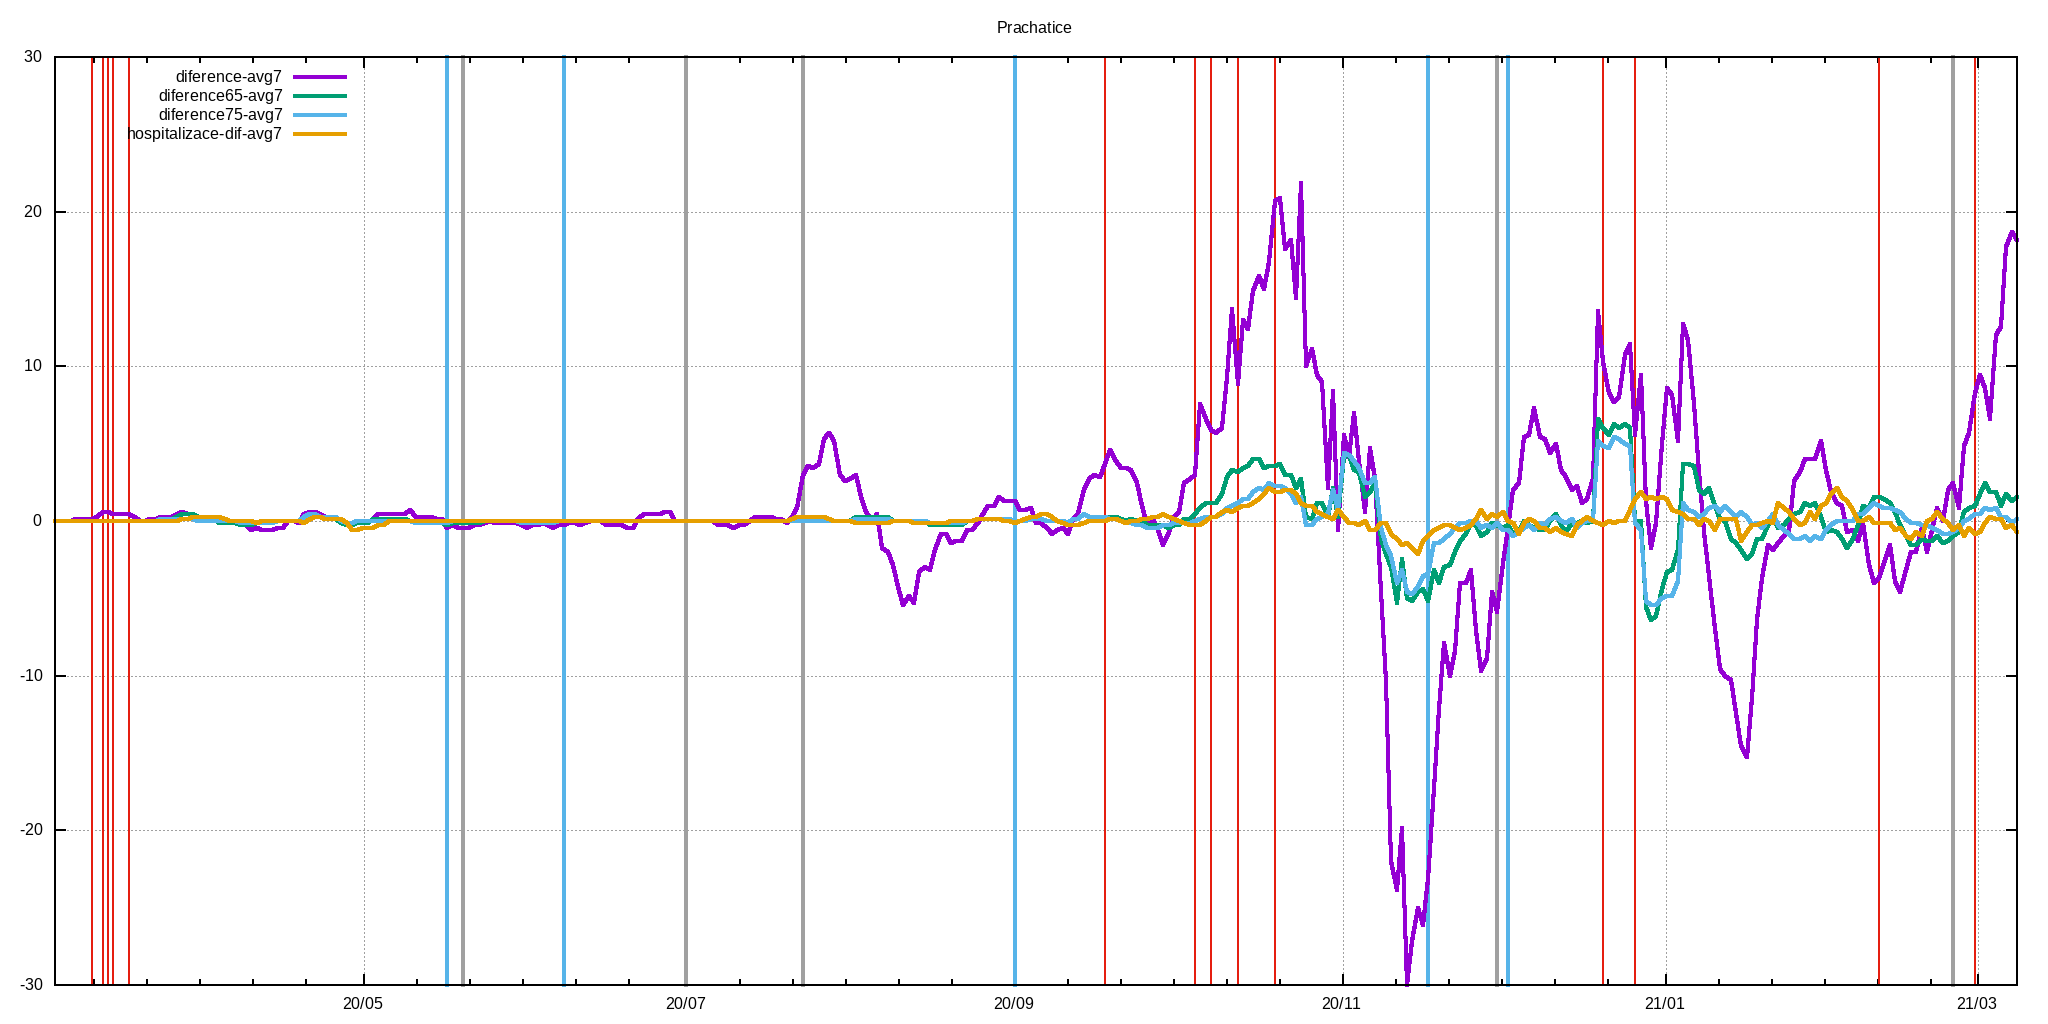 Prachatice
30
diference-avg7
diference65-avg7
diference75-avg7
hospitalizace-dif-avg7
20
10
0
-10
-20
-30
20/05
20/07
20/09
20/11
21/01
21/03